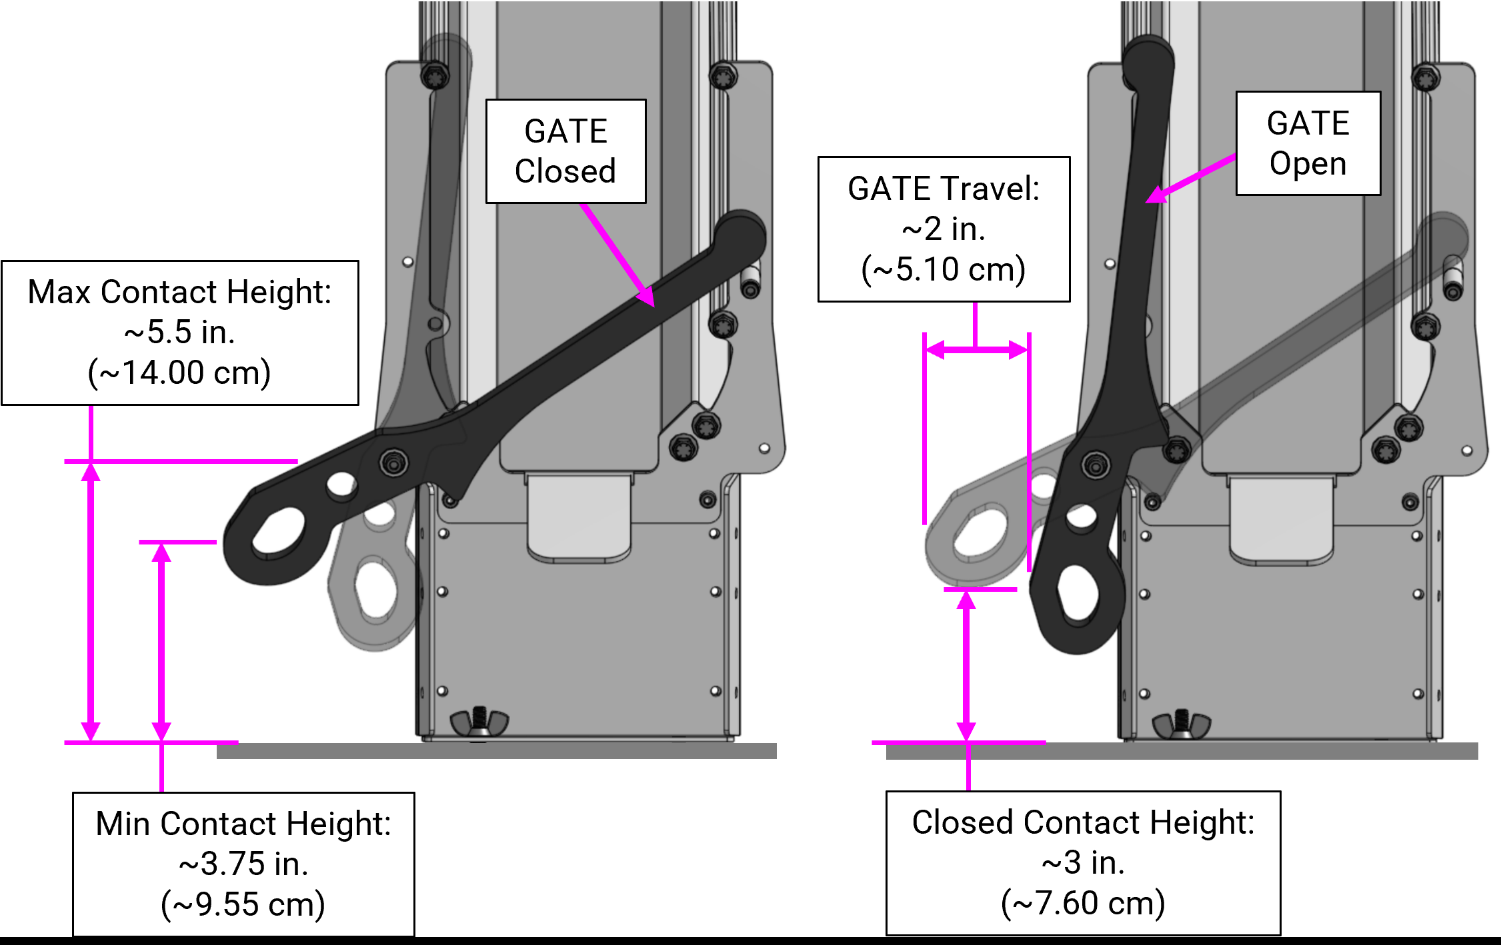 GATE
Closed
Max Contact Height:
~5.5 in.
(~14.00 cm)
Min Contact Height:
~3.75 in.
(~9.55 cm)
GATE Travel:
~2 in.
(~5.10 cm)
GATE
Open
Closed Contact Height:
~3 in.
(~7.60 cm)